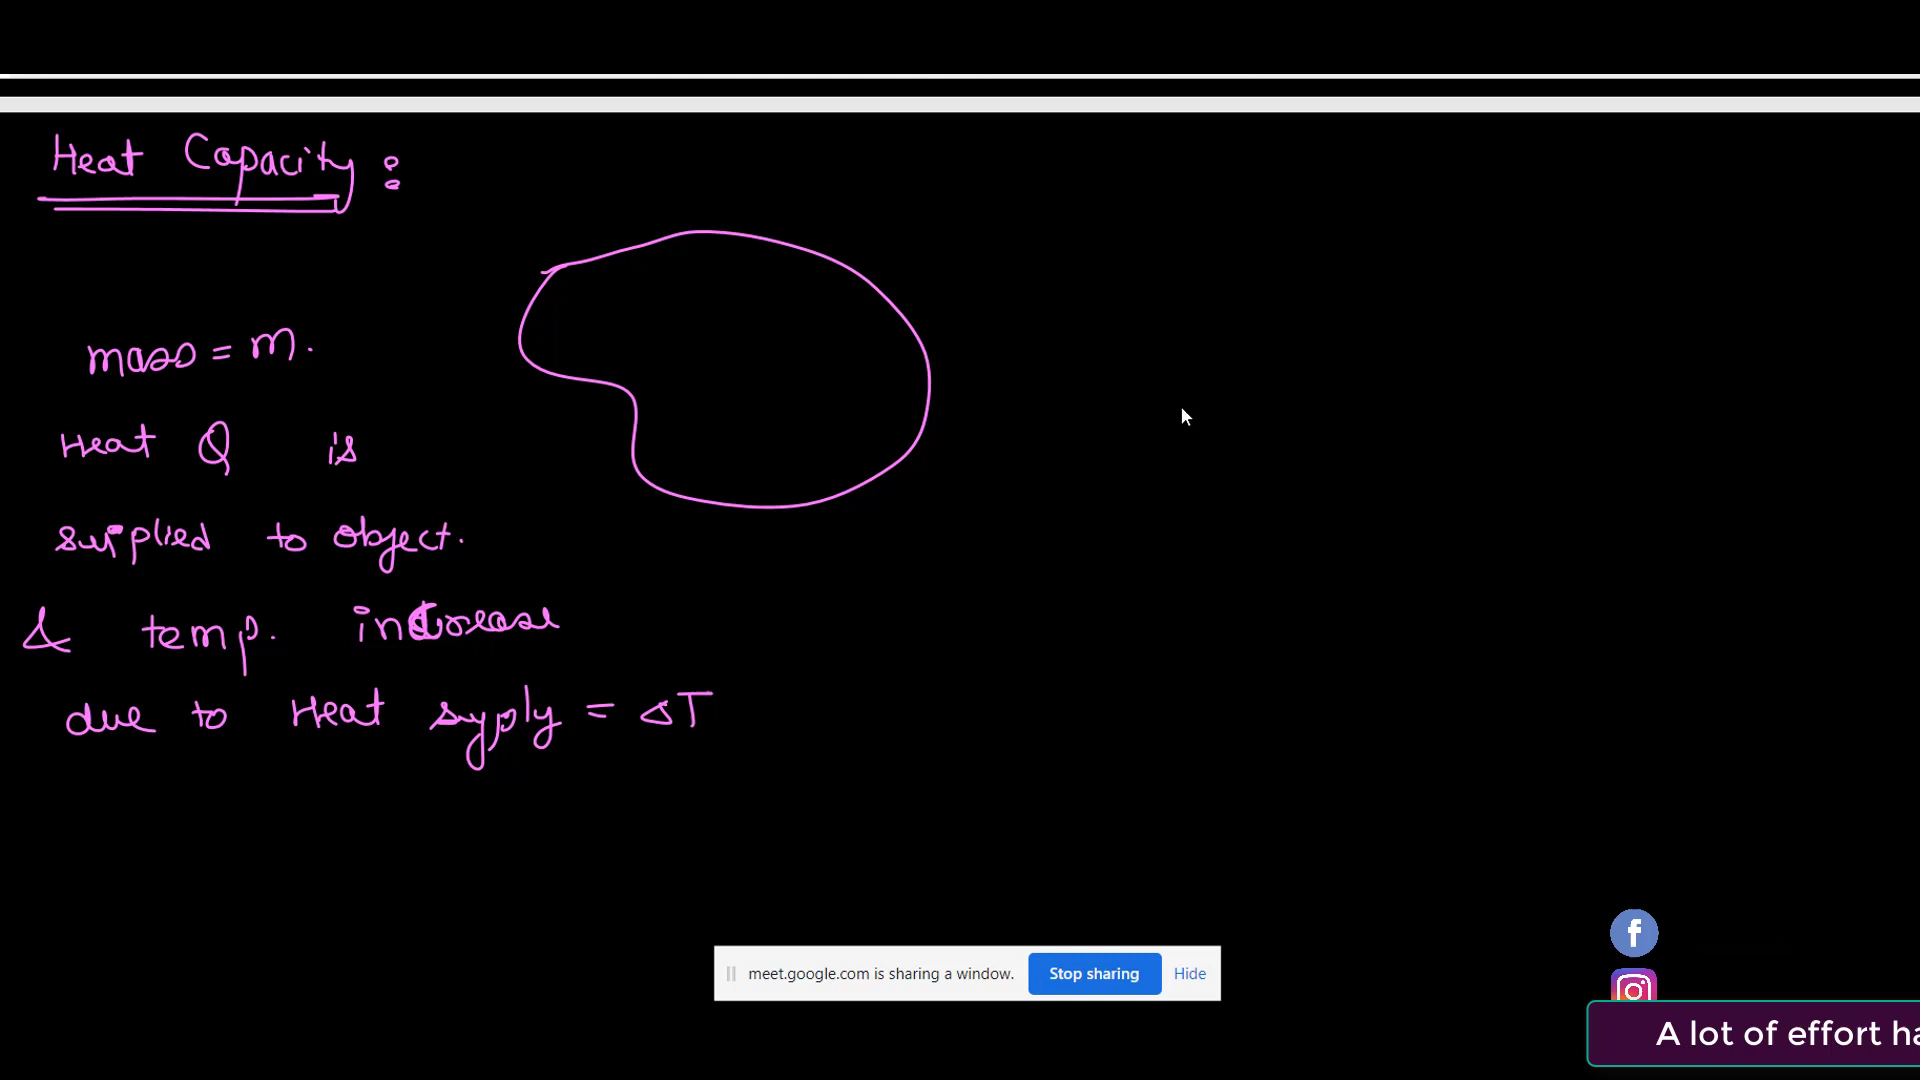 Heat Capacity :
mass = m.
Heat Q is
supplied to object.
& temp. increase
due to Heat supply = ΔT
meet.google.com is sharing a window. Stop sharing Hide
f
A lot of effort ha